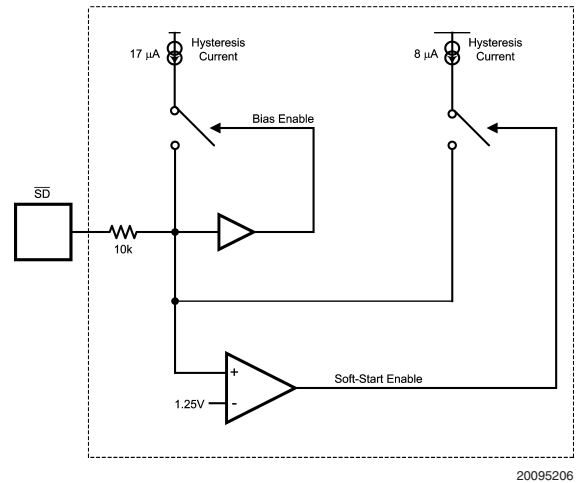 17 μA
Hysteresis
Current
8 μA
Hysteresis
Current
Bias Enable
SD
10k
+
Soft-Start Enable
1.25V
-
20095206